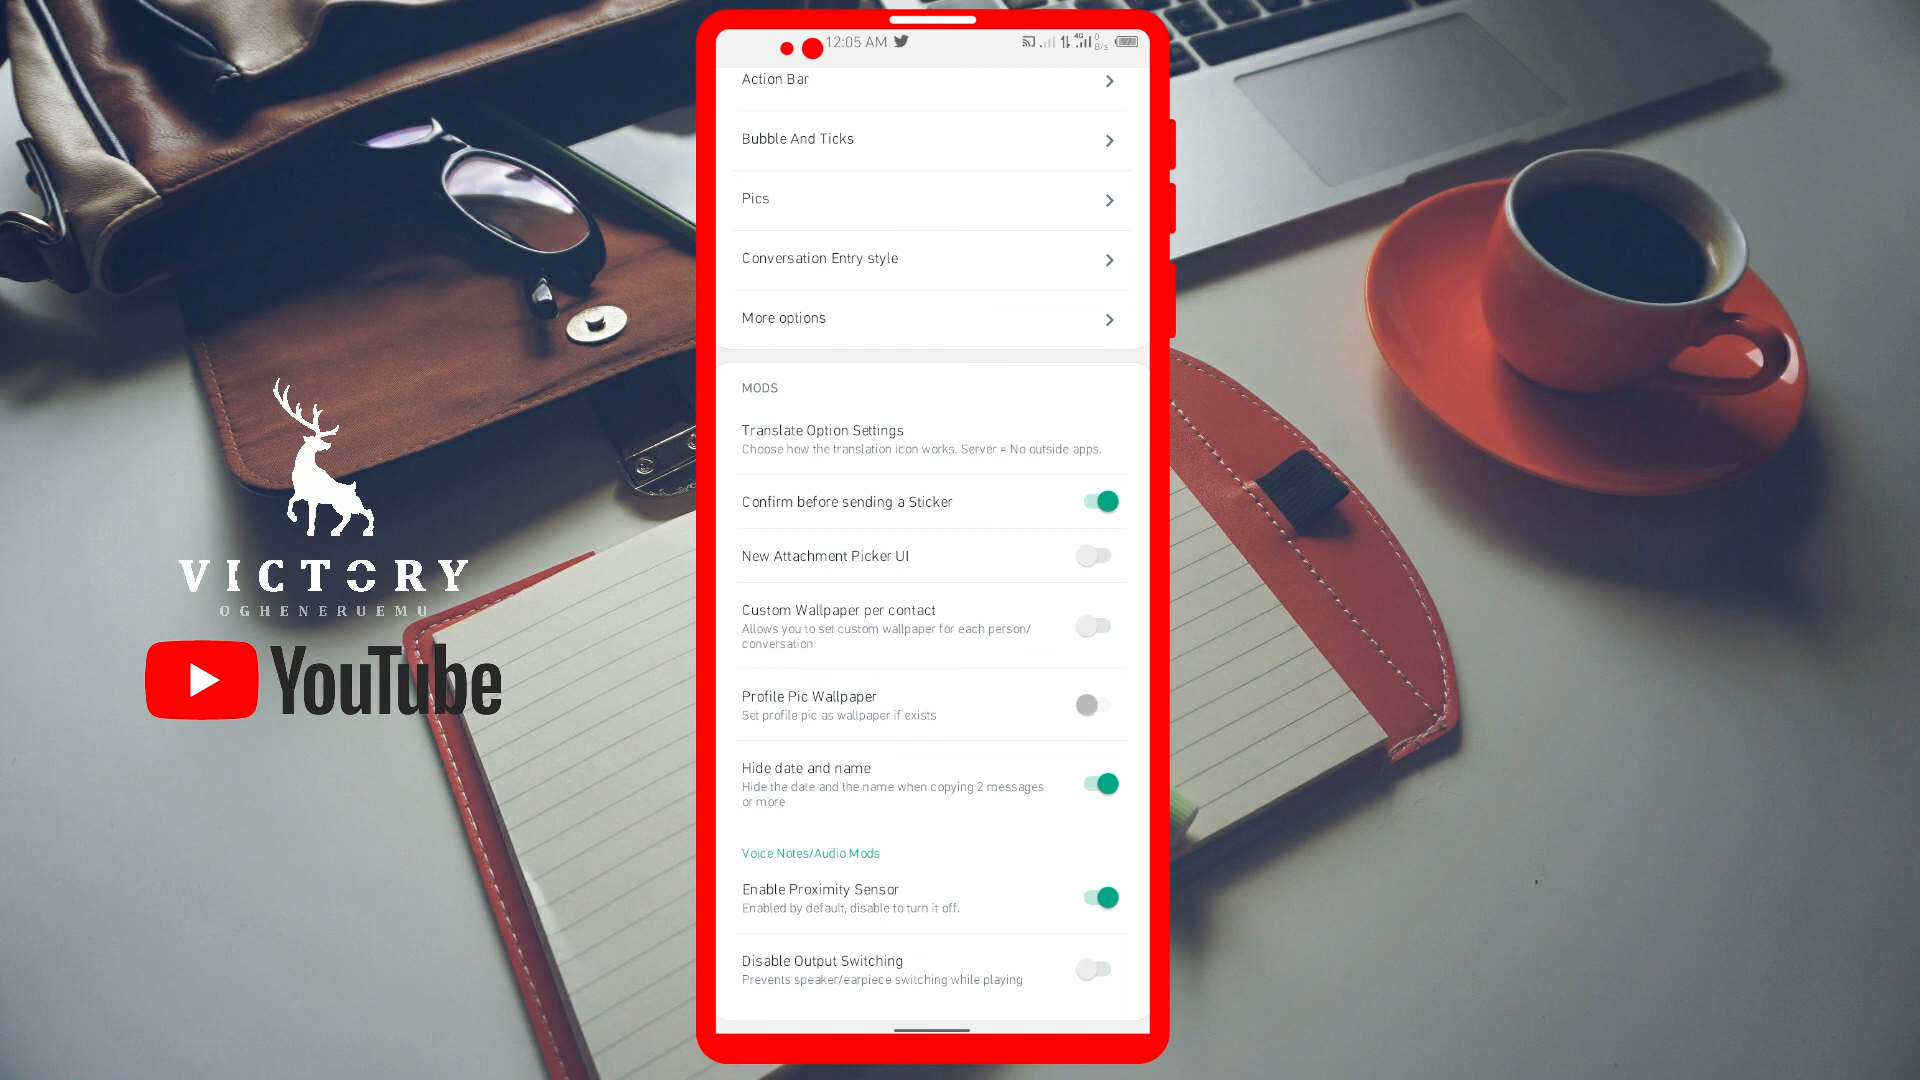 12:05 AM
4G
0
B/s
Action Bar
Bubble And Ticks
Pics
Conversation Entry style
More options
MODS
Translate Option Settings
Choose how the translation icon works. Server = No outside apps.
Confirm before sending a Sticker
New Attachment Picker UI
Custom Wallpaper per contact
Allows you to set custom wallpaper for each person/
conversation
Profile Pic Wallpaper
Set profile pic as wallpaper if exists
Hide date and name
Hide the date and the name when copying 2 messages
or more
Voice Notes/Audio Mods
Enable Proximity Sensor
Enabled by default, disable to turn it off.
Disable Output Switching
Prevents speaker/earpiece switching while playing
VICTORY
OGHENERUEMU
YouTube